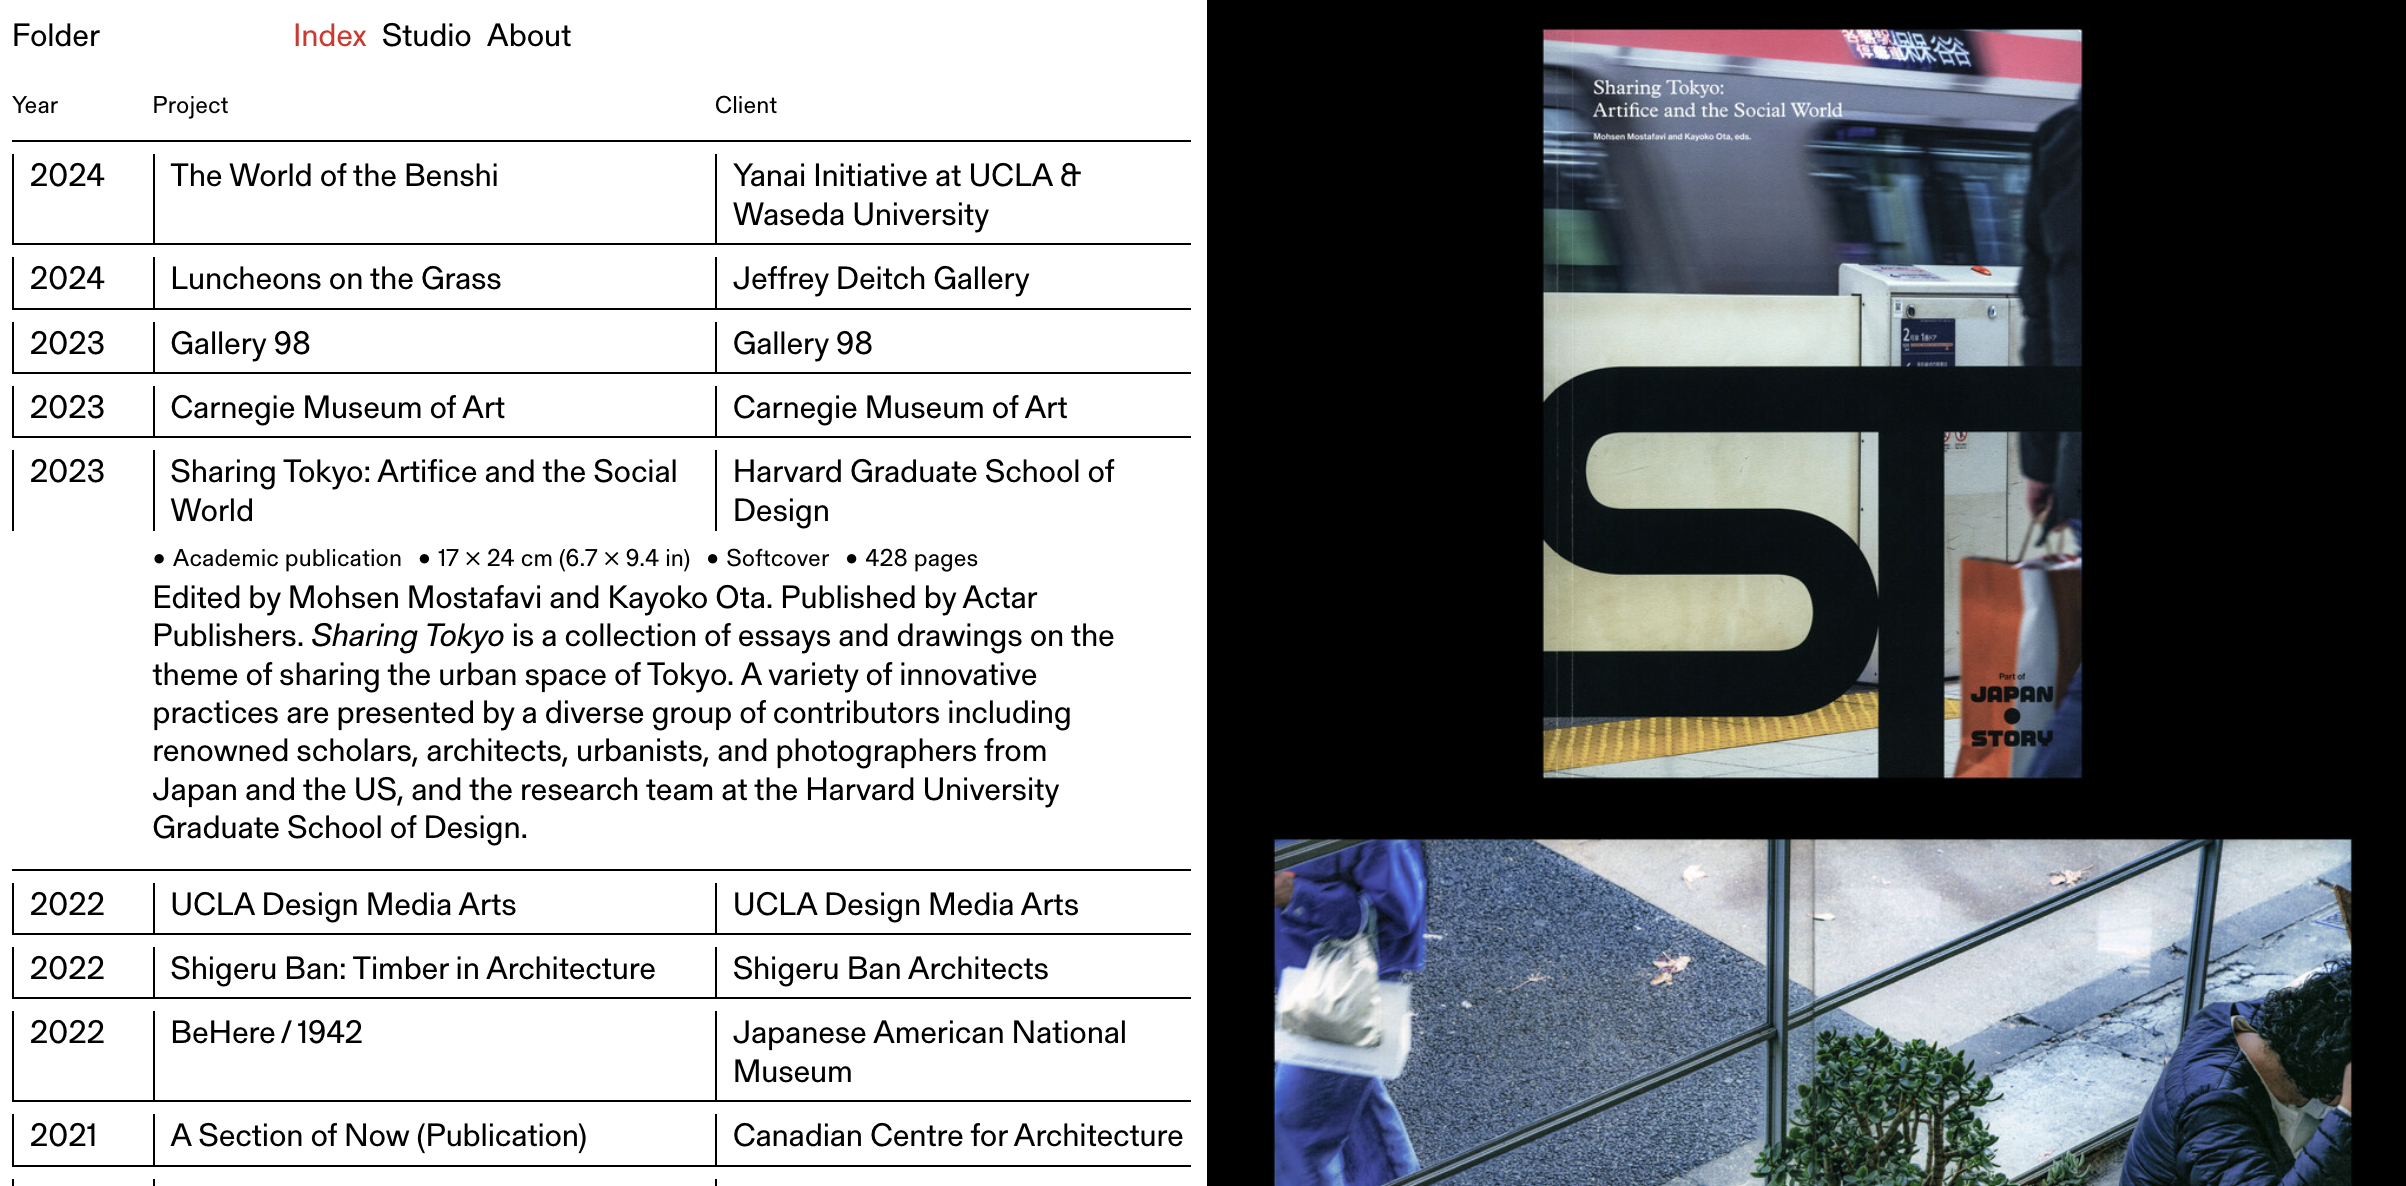 Folder Index Studio About
Year Project Client
2024 The World of the Benshi Yanai Initiative at UCLA &
Waseda University
2024 Luncheons on the Grass Jeffrey Deitch Gallery
2023 Gallery 98 Gallery 98
2023 Carnegie Museum of Art Carnegie Museum of Art
2023 Sharing Tokyo: Artifice and the Social Harvard Graduate School of
World Design
• Academic publication • 17 × 24 cm (6.7 × 9.4 in) • Softcover • 428 pages
Edited by Mohsen Mostafavi and Kayoko Ota. Published by Actar
Publishers. Sharing Tokyo is a collection of essays and drawings on the
theme of sharing the urban space of Tokyo. A variety of innovative
practices are presented by a diverse group of contributors including
renowned scholars, architects, urbanists, and photographers from
Japan and the US, and the research team at the Harvard University
Graduate School of Design.
2022 UCLA Design Media Arts UCLA Design Media Arts
2022 Shigeru Ban: Timber in Architecture Shigeru Ban Architects
2022 BeHere / 1942 Japanese American National
Museum
2021 A Section of Now (Publication) Canadian Centre for Architecture
Sharing Tokyo:
Artifice and the Social World
Mohsen Mostafavi and Kayoko Ota, eds.
ST
Part of
JAPAN
STORY